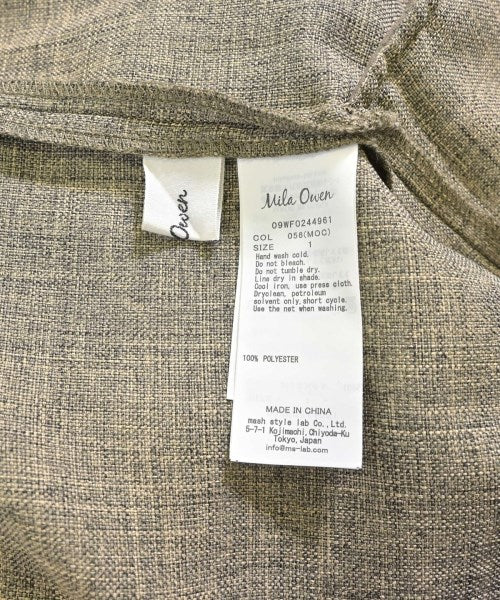 Owen
Mila Owen
09WF0244961
COL 058(MOC)
SIZE 1
Hand wash cold.
Do not bleach.
Do not tumble dry.
Line dry in shade.
Cool iron, use press cloth.
Dryclean, petroleum
solvent only,short cycle.
Use the net when washing.
100% POLYESTER
MADE IN CHINA
mash style lab Co.,Ltd.
5-7-1 Kojimachi,Chiyoda-Ku
Tokyo,Japan
info@ms-lab.com